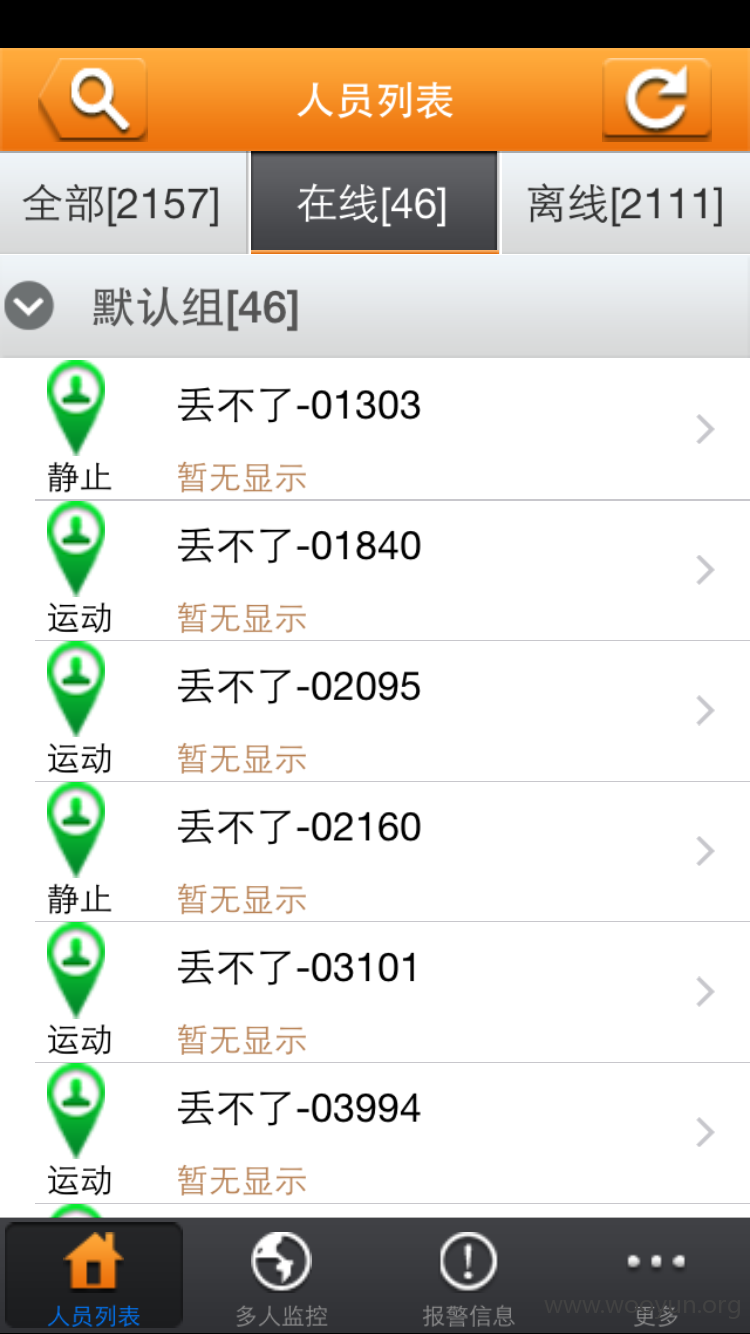 人员列表
全部[2157] 在线[46] 离线[2111]
默认组[46]
丢不了-01303
静止 暂无显示
丢不了-01840
运动 暂无显示
丢不了-02095
运动 暂无显示
丢不了-02160
静止 暂无显示
丢不了-03101
运动 暂无显示
丢不了-03994
运动 暂无显示
www.wooyun.org
人员列表 多人监控 报警信息 更多